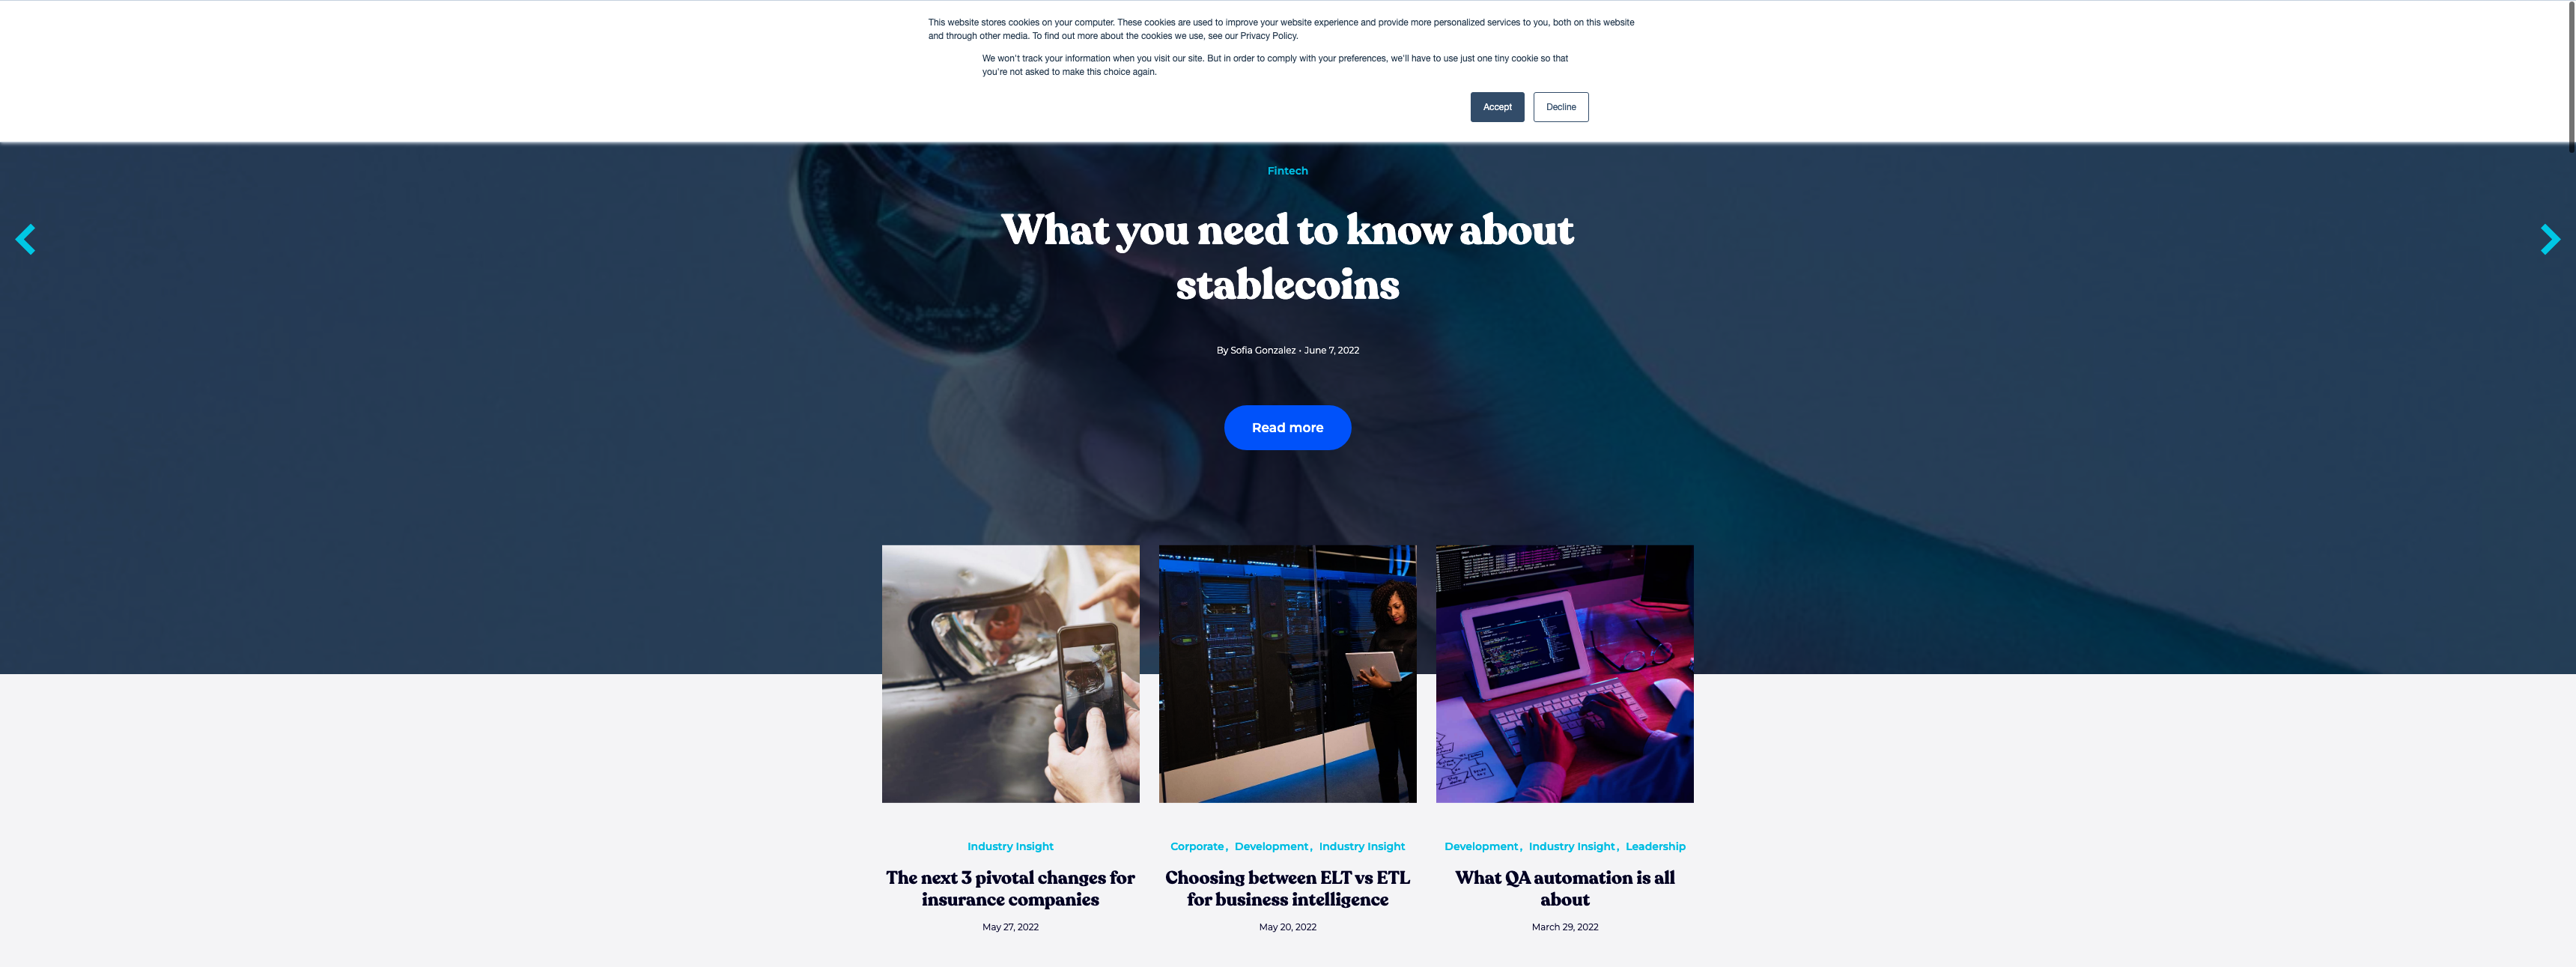 This website stores cookies on your computer. These cookies are used to improve your website experience and provide more personalized services to you, both on this website
and through other media. To find out more about the cookies we use, see our Privacy Policy.
We won't track your information when you visit our site. But in order to comply with your preferences, we'll have to use just one tiny cookie so that
you're not asked to make this choice again.
Accept Decline
Fintech
What you need to know about
stablecoins
By Sofia Gonzalez • June 7, 2022
Read more
Industry Insight
The next 3 pivotal changes for
insurance companies
May 27, 2022
Corporate, Development, Industry Insight
Choosing between ELT vs ETL
for business intelligence
May 20, 2022
Development, Industry Insight, Leadership
What QA automation is all
about
March 29, 2022